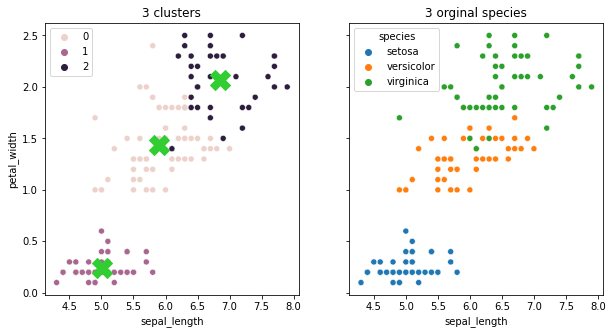 3 clusters
0
1
2
petal_width
2.5
2.0
1.5
1.0
0.5
0.0
4.5 5.0 5.5 6.0 6.5 7.0 7.5 8.0
sepal_length
3 orginal species
species
setosa
versicolor
virginica
4.5 5.0 5.5 6.0 6.5 7.0 7.5 8.0
sepal_length